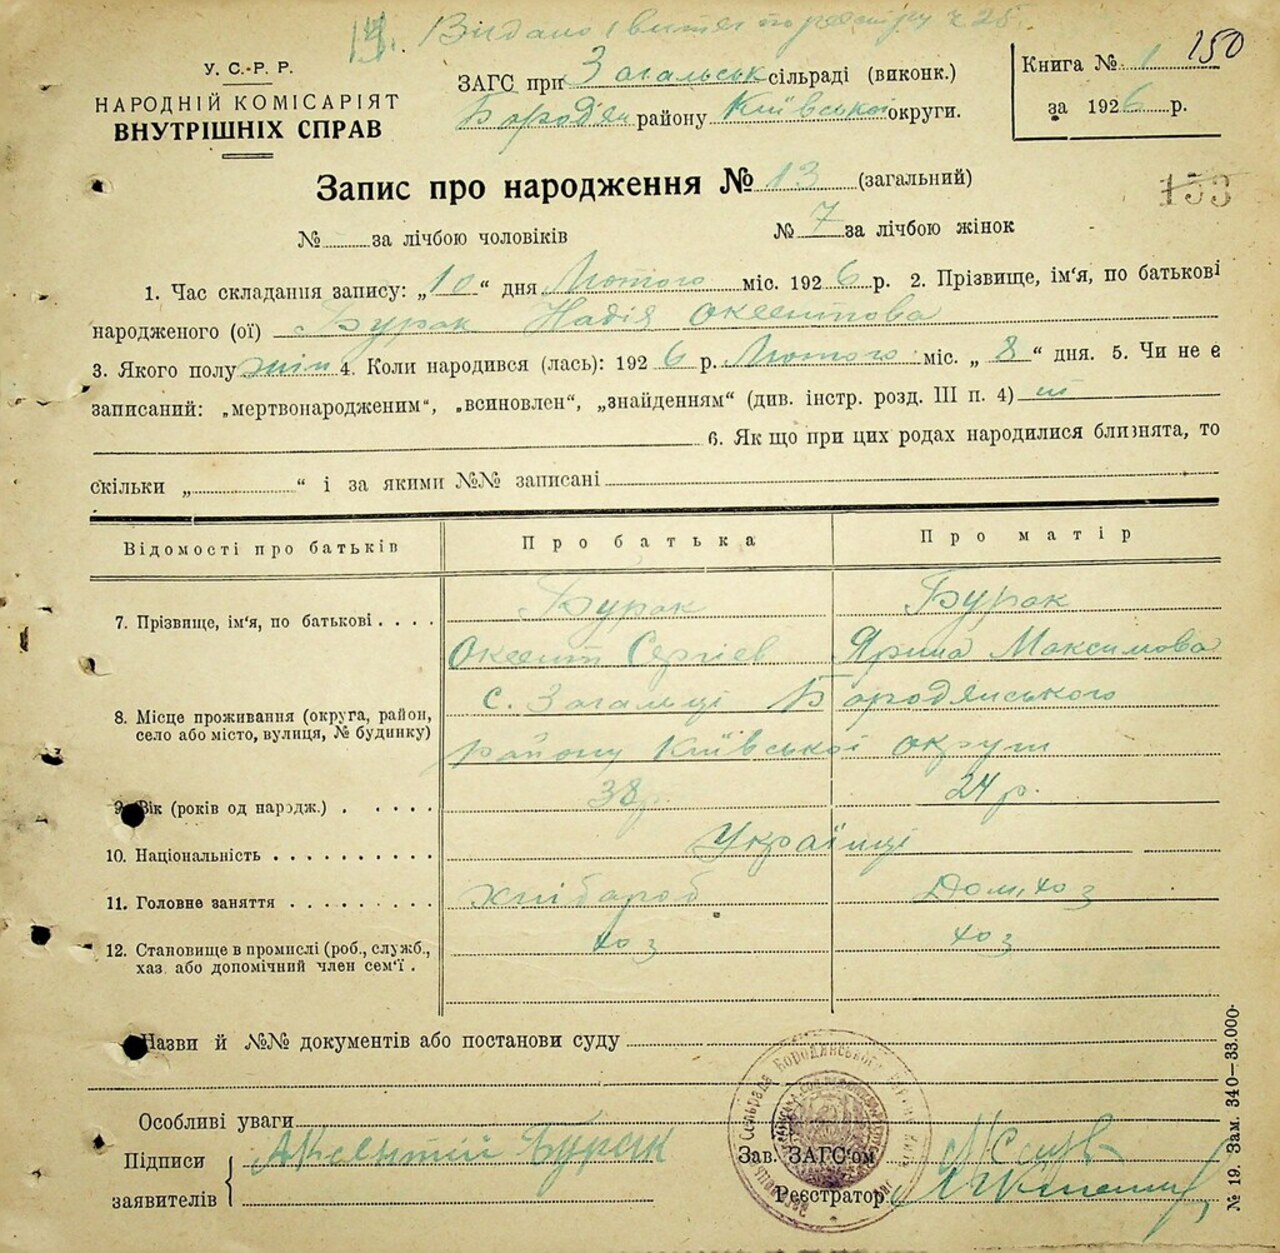 19. Видано 1 витяг по реєстру ч 25.
У. С. Р. Р.
НАРОДНІЙ КОМІСАРІЯТ
ВНУТРІШНІХ СПРАВ
ЗАГС при Загальськ сільраді (виконк.)
Бород'ян району Київської округи.
Книга № 1 150
за 1926 р.
Запис про народження № 13 (загальний)
153
№ за лічбою чоловіків № 7 за лічбою жінок
1. Час складання запису: „10“ дня Лютого міс. 1926 р. 2. Прізвище, ім'я, по батькові
народженого (ої) Бурак Надія Оксентова
3. Якого полу жін 4. Коли народився (лась): 1926 р. Лютого міс. „8“ дня. 5. Чи не є
записаний: „мертвонародженим“, „всиновлен“, „знайденням“ (див. інстр. розд. III п. 4)
6. Як що при цих родах народилися близнята, то
скільки „ “ і за якими №№ записані
Відомості про батьків Про батька Про матір
7. Прізвище, ім'я, по батькові . . . . Бурак Бурак
Оксент Сергієв Ярина Максимова
8. Місце проживання (округа, район, село або місто, вулиця, № будинку) с. Загальці Бородянського
району Київської округи
9. Вік (років од народж.) . . . . . 38 р. 24 р.
10. Національність . . . . . . . . . . Українці
11. Головне заняття . . . . . . . . . хлібароб Дом. хоз
12. Становище в промислі (роб., служб., хоз хоз
хаз. або допомічний член сем'ї .
Назви й №№ документів або постанови суду
Особливі уваги
Підписи заявителів Аксентій Бурак
Зав. ЗАГС'ом
Реєстратор
№ 19. Зам. 340—33.000.